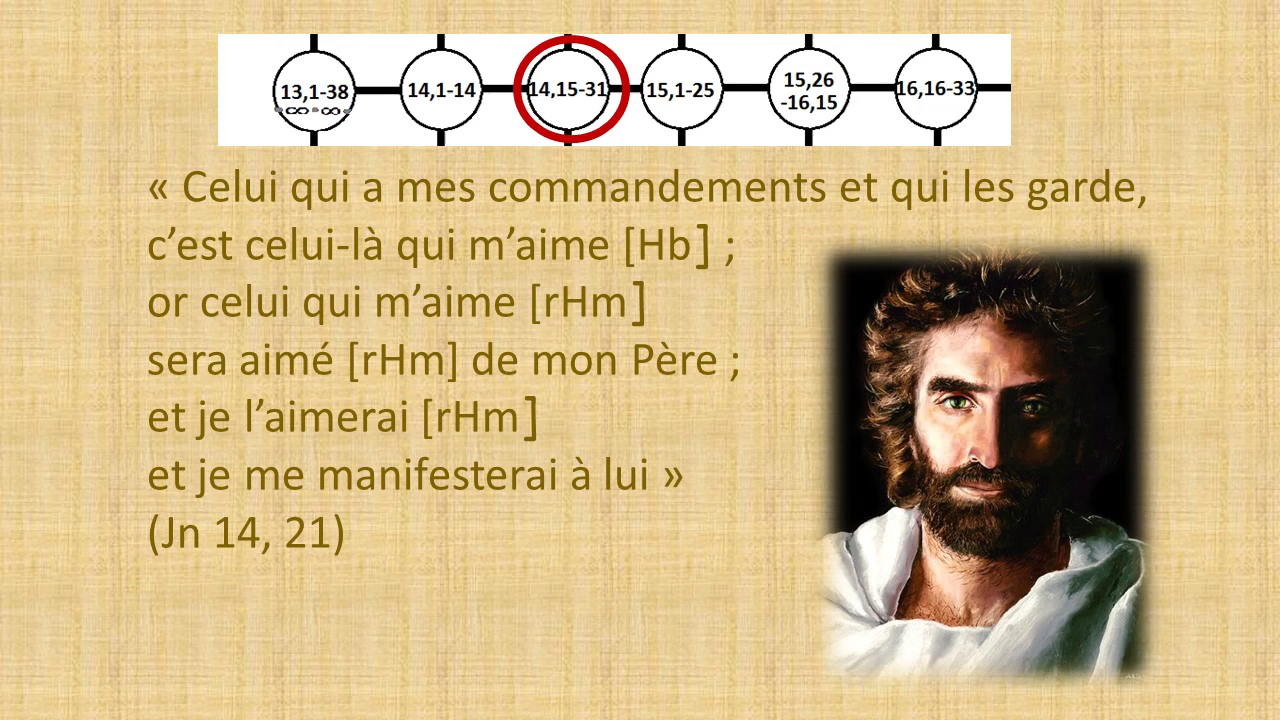 13,1-38 14,1-14 14,15-31 15,1-25 15,26 -16,15 16,16-33
« Celui qui a mes commandements et qui les garde,
c’est celui-là qui m’aime [Hb] ;
or celui qui m’aime [rHm]
sera aimé [rHm] de mon Père ;
et je l’aimerai [rHm]
et je me manifesterai à lui »
(Jn 14, 21)